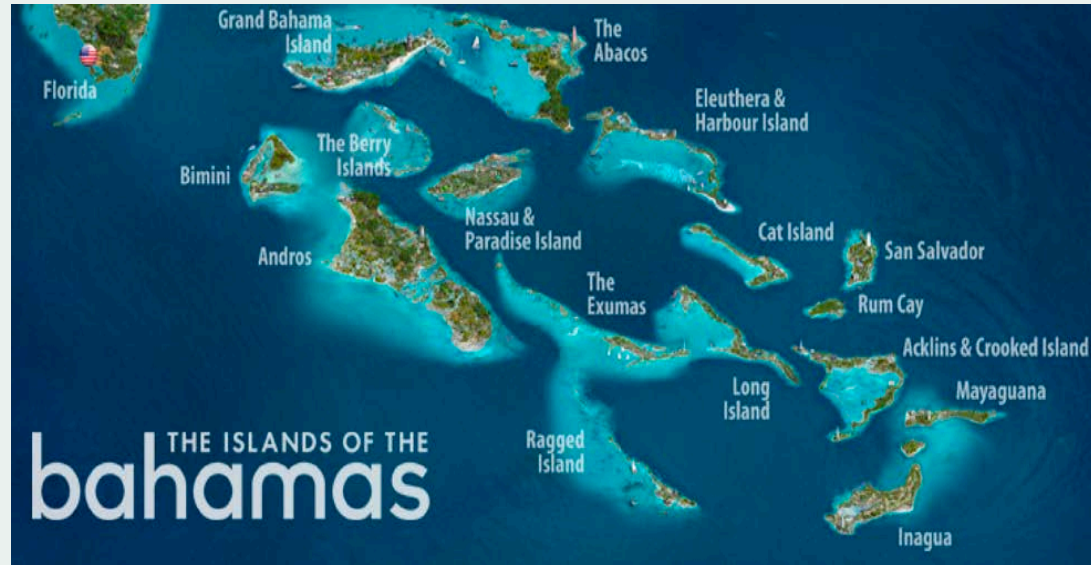 Grand Bahama
Island
The
Abacos
Florida
Eleuthera &
Harbour Island
The Berry
Islands
Bimini
Nassau &
Paradise Island
Cat Island
San Salvador
Andros
The
Exumas
Rum Cay
Acklins & Crooked Island
Long
Island
Mayaguana
Ragged
Island
THE ISLANDS OF THE
bahamas
Inagua